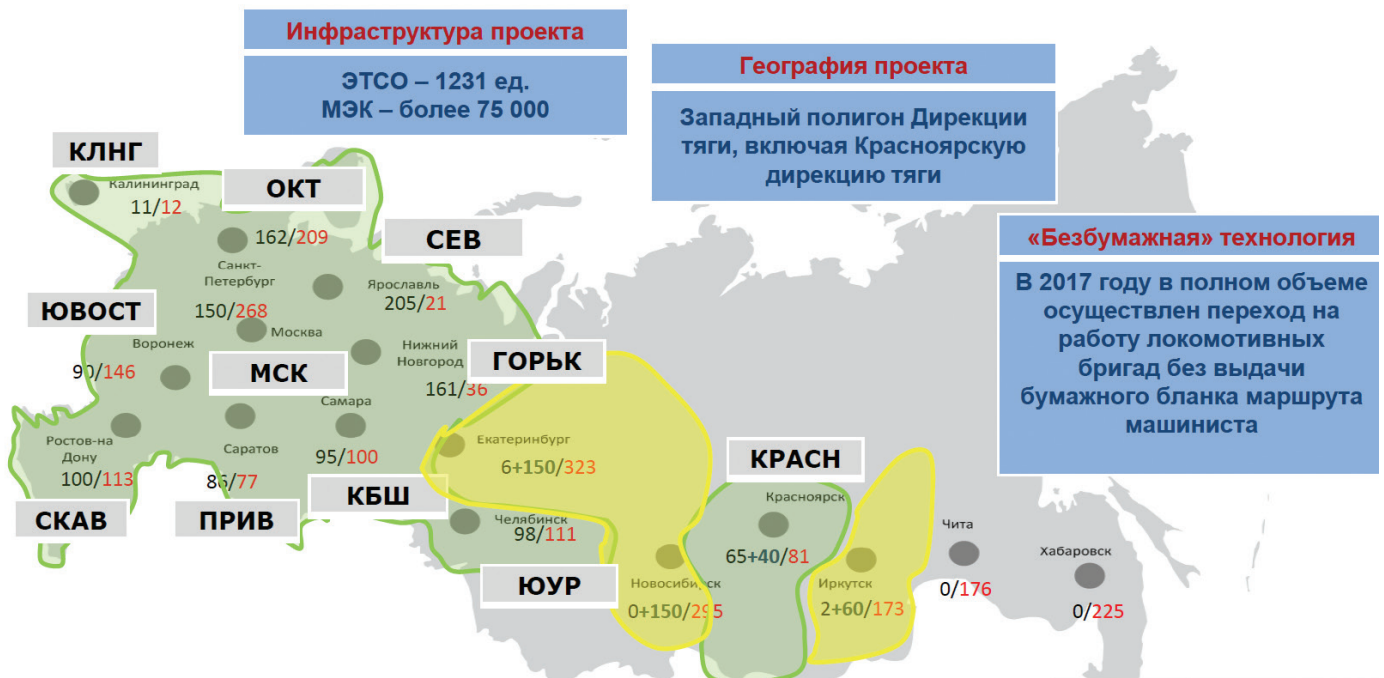 Инфраструктура проекта
ЭТСО – 1231 ед.
МЭК – более 75 000
География проекта
Западный полигон Дирекции
тяги, включая Красноярскую
дирекцию тяги
«Безбумажная» технология
В 2017 году в полном объеме
осуществлен переход на
работу локомотивных
бригад без выдачи
бумажного бланка маршрута
машиниста
КЛНГ
Калининград
11/12
ОКТ
162/209
Санкт-
Петербург
СЕВ
Ярославль
205/21
ЮВОСТ
150/268
Москва
Воронеж
90/146
МСК
Нижний
Новгород
161/36
ГОРЬК
Самара
95/100
Ростов-на
Дону
100/113
Саратов
86/77
СКАВ
ПРИВ
КБШ
Екатеринбург
6+150/323
Челябинск
98/111
ЮУР
КРАСН
Красноярск
65+40/81
Новосибирск
0+150/295
Иркутск
2+60/173
Чита
0/176
Хабаровск
0/225